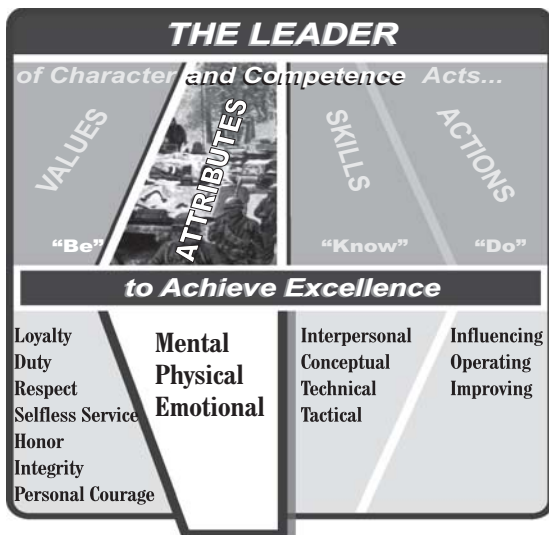 THE LEADER
of Character and Competence Acts...
VALUES
ATTRIBUTES
SKILLS
ACTIONS
“Be”
“Know”
“Do”
to Achieve Excellence
Loyalty
Duty
Respect
Selfless Service
Honor
Integrity
Personal Courage
Mental
Physical
Emotional
Interpersonal
Conceptual
Technical
Tactical
Influencing
Operating
Improving